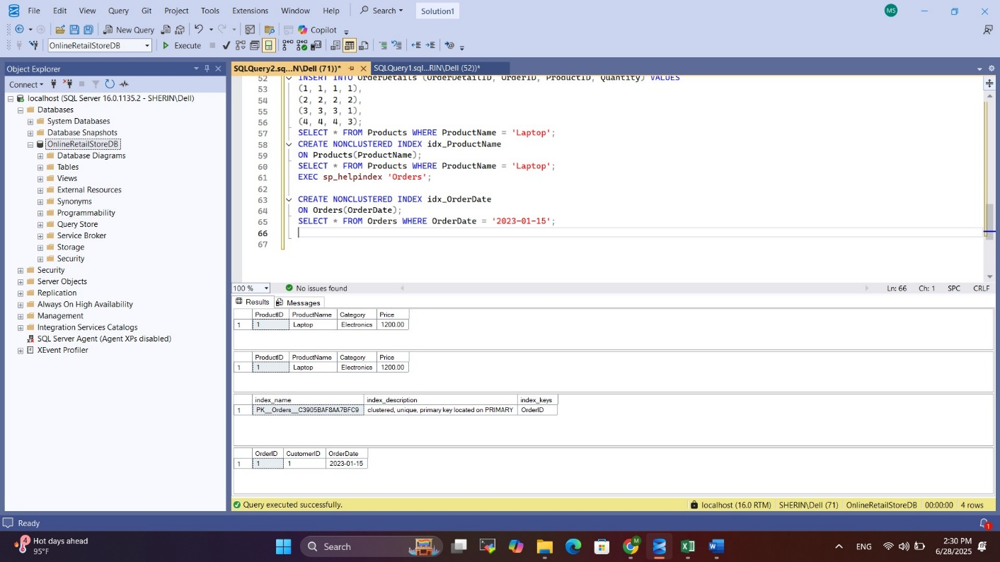 File Edit View Query Git Project Tools Extensions Window Help Search Solution1 MS
New Query Copilot
OnlineRetailStoreDB Execute
Object Explorer
Connect
localhost (SQL Server 16.0.1135.2 - SHERIN\Dell)
Databases
System Databases
Database Snapshots
OnlineRetailStoreDB
Database Diagrams
Tables
Views
External Resources
Synonyms
Programmability
Query Store
Service Broker
Storage
Security
Security
Server Objects
Replication
Always On High Availability
Management
Integration Services Catalogs
SQL Server Agent (Agent XPs disabled)
XEvent Profiler
SQLQuery2.sq...N\Dell (71))* SQLQuery1.sql...RIN\Dell (52))*
52 INSERT INTO OrderDetails (OrderDetailID, OrderID, ProductID, Quantity) VALUES
53 (1, 1, 1, 1),
54 (2, 2, 2, 2),
55 (3, 3, 3, 1),
56 (4, 4, 4, 3);
57 SELECT * FROM Products WHERE ProductName = 'Laptop';
58 CREATE NONCLUSTERED INDEX idx_ProductName
59 ON Products(ProductName);
60 SELECT * FROM Products WHERE ProductName = 'Laptop';
61 EXEC sp_helpindex 'Orders';
62
63 CREATE NONCLUSTERED INDEX idx_OrderDate
64 ON Orders(OrderDate);
65 SELECT * FROM Orders WHERE OrderDate = '2023-01-15';
66
67
100 % No issues found Ln: 66 Ch: 1 SPC CRLF
Results Messages
ProductID ProductName Category Price
1 1 Laptop Electronics 1200.00
ProductID ProductName Category Price
1 1 Laptop Electronics 1200.00
index_name index_description index_keys
1 PK__Orders__C3905BAF8AA7BFC9 clustered, unique, primary key located on PRIMARY OrderID
OrderID CustomerID OrderDate
1 1 1 2023-01-15
Query executed successfully. localhost (16.0 RTM) SHERIN\Dell (71) OnlineRetailStoreDB 00:00:00 4 rows
Ready 1
4 Hot days ahead
95°F
Search
M
ENG
2:30 PM
6/28/2025